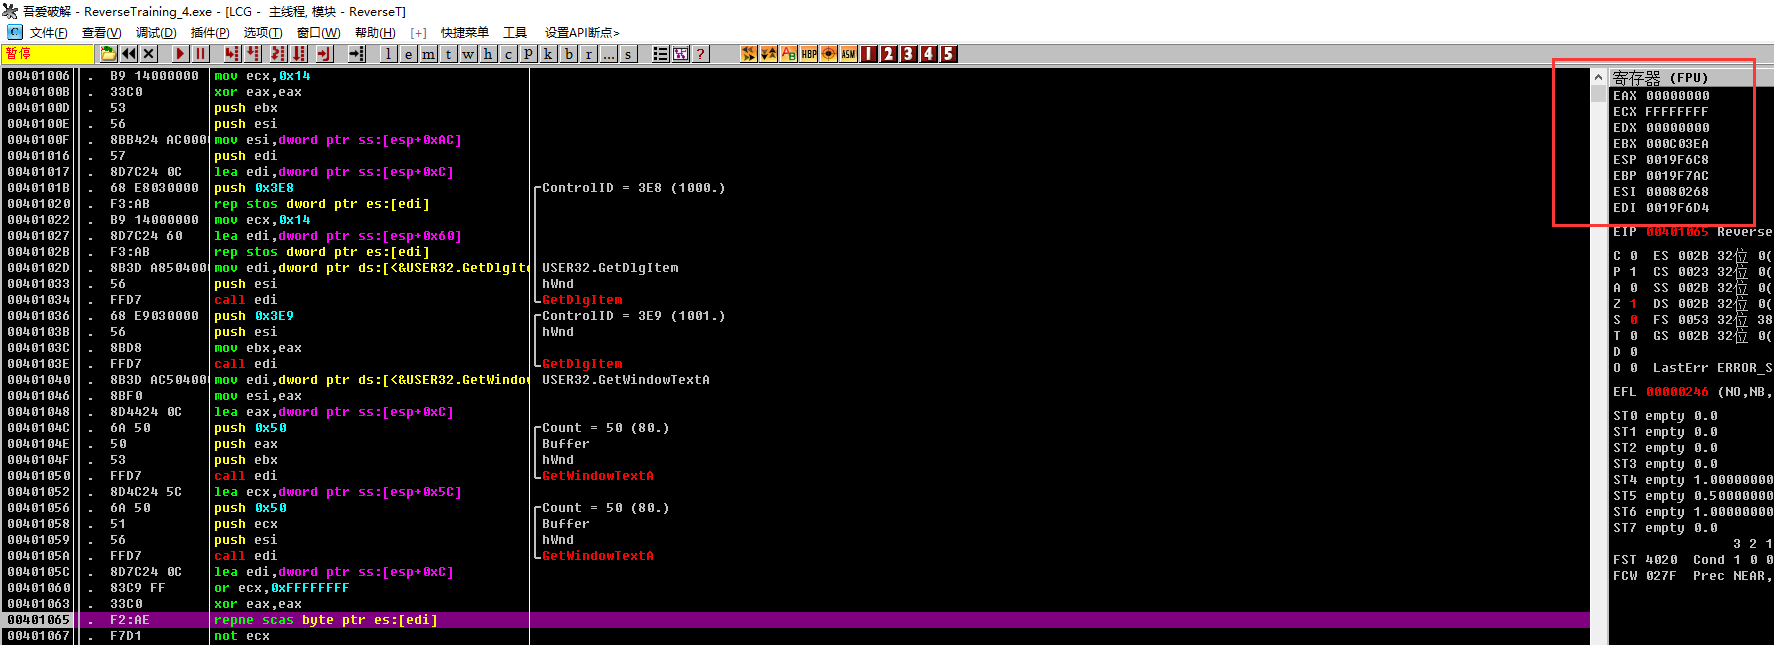 吾爱破解 - ReverseTraining_4.exe - [LCG - 主线程, 模块 - ReverseT]
文件(F) 查看(V) 调试(D) 插件(P) 选项(T) 窗口(W) 帮助(H) [+] 快捷菜单 工具 设置API断点>
暂停 l e m t w h c p k b r ... s ? HBP ASM 1 2 3 4 5
00401006 . B9 14000000 mov ecx,0x14
0040100B . 33C0 xor eax,eax
0040100D . 53 push ebx
0040100E . 56 push esi
0040100F . 8BB424 AC000 mov esi,dword ptr ss:[esp+0xAC]
00401016 . 57 push edi
00401017 . 8D7C24 0C lea edi,dword ptr ss:[esp+0xC]
0040101B . 68 E8030000 push 0x3E8 ControlID = 3E8 (1000.)
00401020 . F3:AB rep stos dword ptr es:[edi]
00401022 . B9 14000000 mov ecx,0x14
00401027 . 8D7C24 60 lea edi,dword ptr ss:[esp+0x60]
0040102B . F3:AB rep stos dword ptr es:[edi]
0040102D . 8B3D A850400 mov edi,dword ptr ds:[<&USER32.GetDlgIte USER32.GetDlgItem
00401033 . 56 push esi hWnd
00401034 . FFD7 call edi GetDlgItem
00401036 . 68 E9030000 push 0x3E9 ControlID = 3E9 (1001.)
0040103B . 56 push esi hWnd
0040103C . 8BD8 mov ebx,eax
0040103E . FFD7 call edi GetDlgItem
00401040 . 8B3D AC50400 mov edi,dword ptr ds:[<&USER32.GetWindow USER32.GetWindowTextA
00401046 . 8BF0 mov esi,eax
00401048 . 8D4424 0C lea eax,dword ptr ss:[esp+0xC]
0040104C . 6A 50 push 0x50 Count = 50 (80.)
0040104E . 50 push eax Buffer
0040104F . 53 push ebx hWnd
00401050 . FFD7 call edi GetWindowTextA
00401052 . 8D4C24 5C lea ecx,dword ptr ss:[esp+0x5C]
00401056 . 6A 50 push 0x50 Count = 50 (80.)
00401058 . 51 push ecx Buffer
00401059 . 56 push esi hWnd
0040105A . FFD7 call edi GetWindowTextA
0040105C . 8D7C24 0C lea edi,dword ptr ss:[esp+0xC]
00401060 . 83C9 FF or ecx,0xFFFFFFFF
00401063 . 33C0 xor eax,eax
00401065 . F2:AE repne scas byte ptr es:[edi]
00401067 . F7D1 not ecx
寄存器 (FPU)
EAX 00000000
ECX FFFFFFFF
EDX 00000000
EBX 000C03EA
ESP 0019F6C8
EBP 0019F7AC
ESI 00080268
EDI 0019F6D4
EIP 00401065 Reverse
C 0 ES 002B 32位 0(
P 1 CS 0023 32位 0(
A 0 SS 002B 32位 0(
Z 1 DS 002B 32位 0(
S 0 FS 0053 32位 38
T 0 GS 002B 32位 0(
D 0
O 0 LastErr ERROR_S
EFL 00000246 (NO,NB,
ST0 empty 0.0
ST1 empty 0.0
ST2 empty 0.0
ST3 empty 0.0
ST4 empty 1.00000000
ST5 empty 0.50000000
ST6 empty 1.00000000
ST7 empty 0.0
3 2 1
FST 4020 Cond 1 0 0
FCW 027F Prec NEAR,